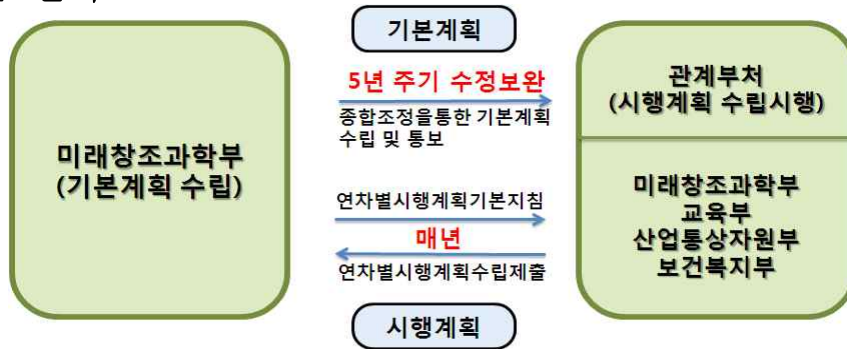 기본계획
미래창조과학부
(기본계획 수립)
5년 주기 수정보완
종합조정을통한 기본계획
수립 및 통보
연차별시행계획기본지침
매년
연차별시행계획수립제출
시행계획
관계부처
(시행계획 수립시행)
미래창조과학부
교육부
산업통상자원부
보건복지부